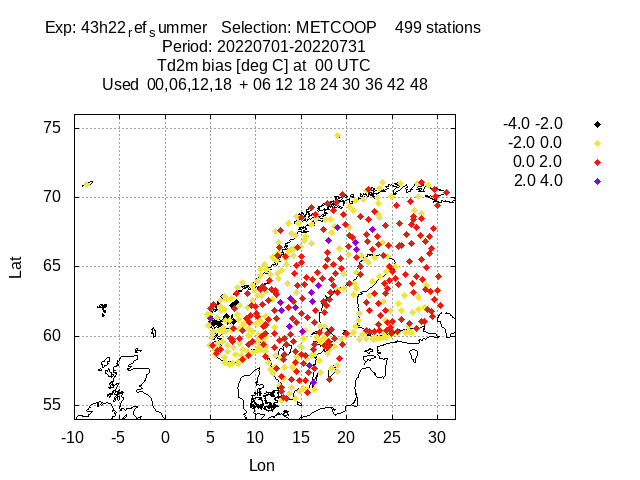 Exp: 43h22refsummer Selection: METCOOP 499 stations
Period: 20220701-20220731
Td2m bias [deg C] at 00 UTC
Used 00,06,12,18 + 06 12 18 24 30 36 42 48
-4.0 -2.0
-2.0 0.0
0.0 2.0
2.0 4.0
75
70
65
60
55
Lat
-10 -5 0 5 10 15 20 25 30
Lon